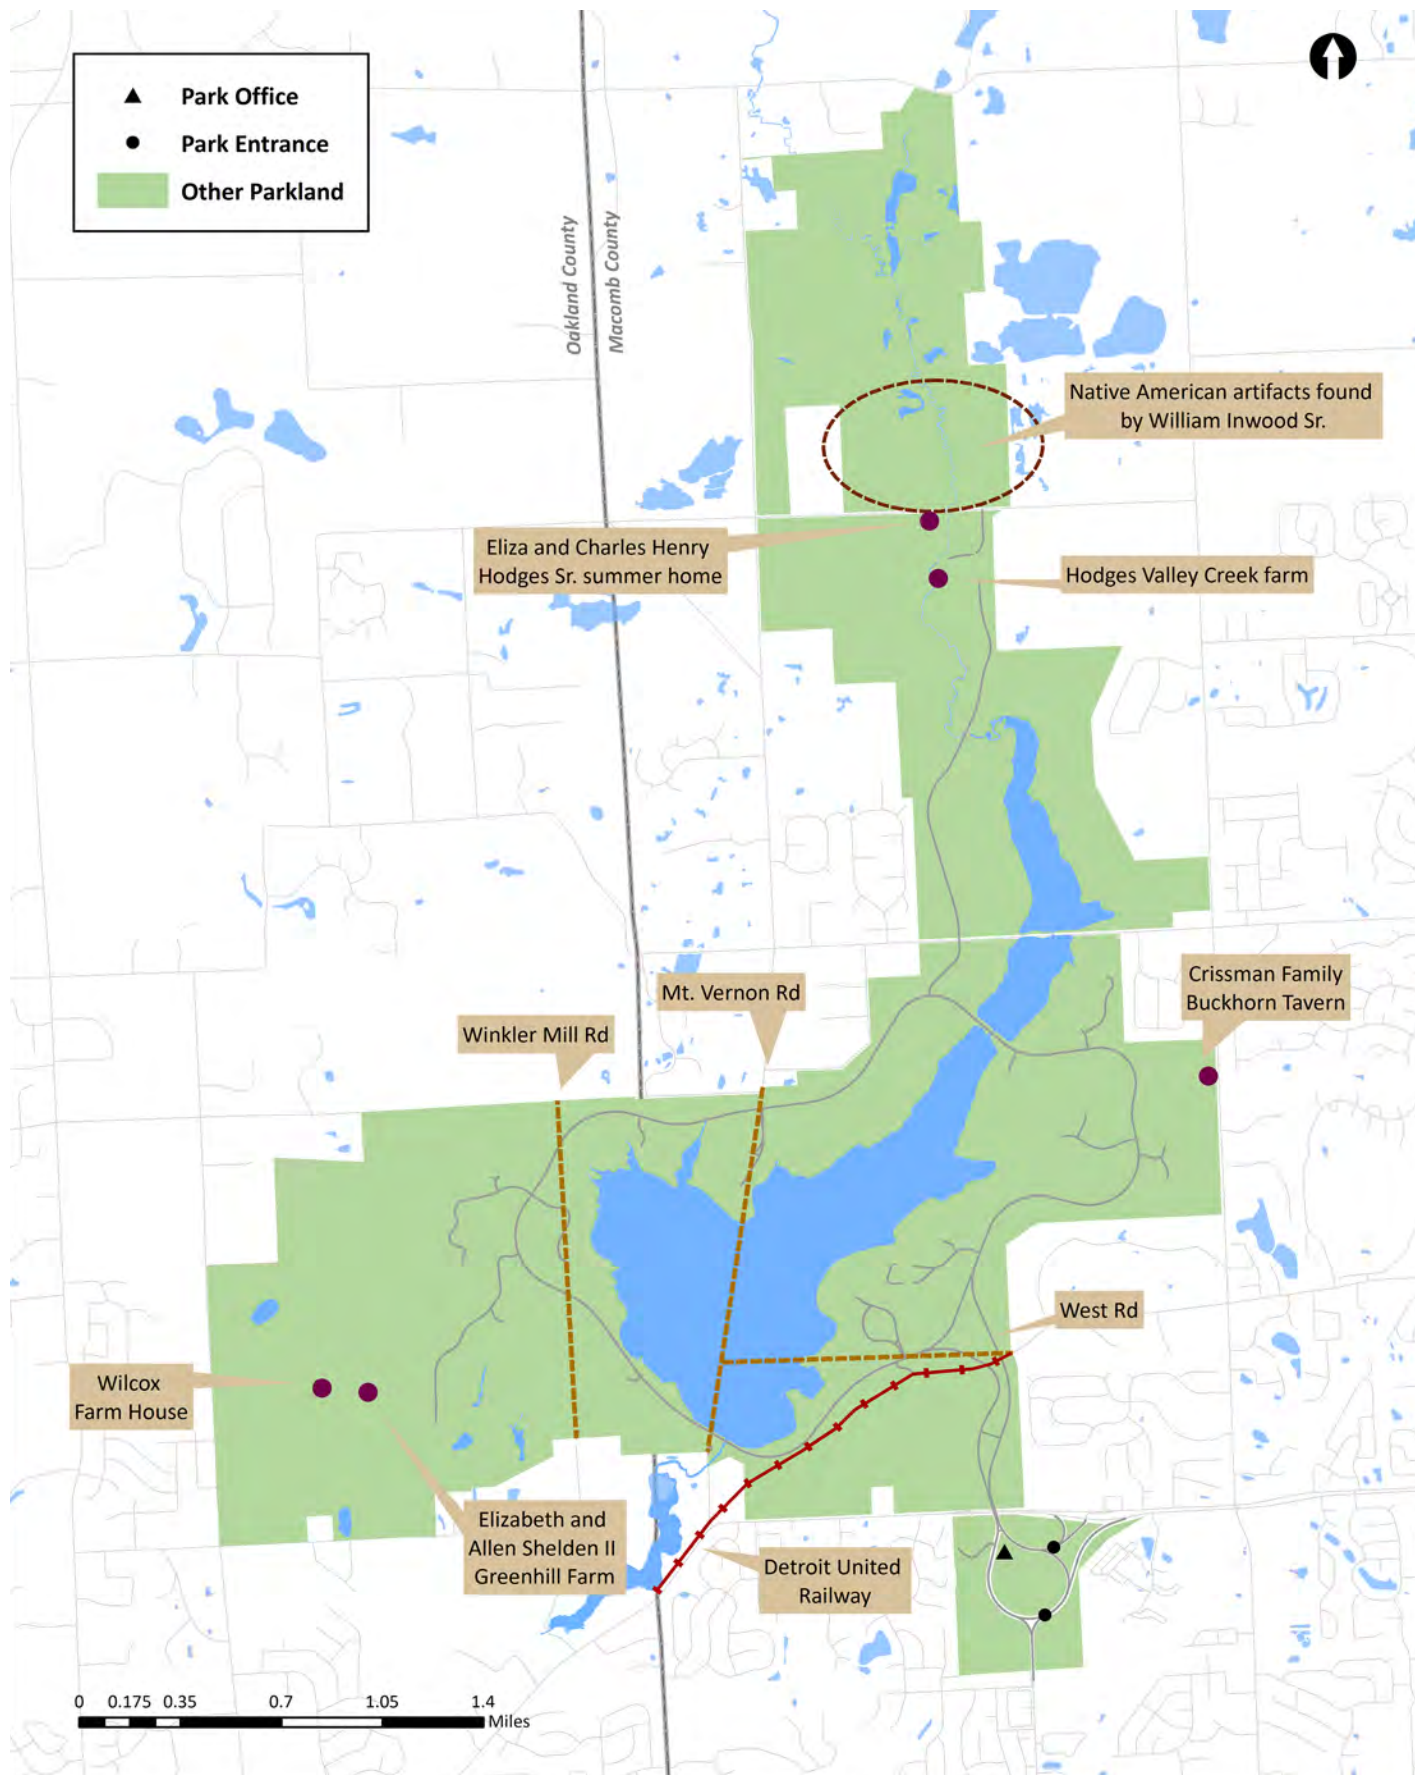 Park Office
Park Entrance
Other Parkland
Oakland County
Macomb County
Native American artifacts found
by William Inwood Sr.
Eliza and Charles Henry
Hodges Sr. summer home
Hodges Valley Creek farm
Crissman Family
Buckhorn Tavern
Mt. Vernon Rd
Winkler Mill Rd
West Rd
Wilcox
Farm House
Elizabeth and
Allen Shelden II
Greenhill Farm
Detroit United
Railway
0 0.175 0.35 0.7 1.05 1.4
Miles